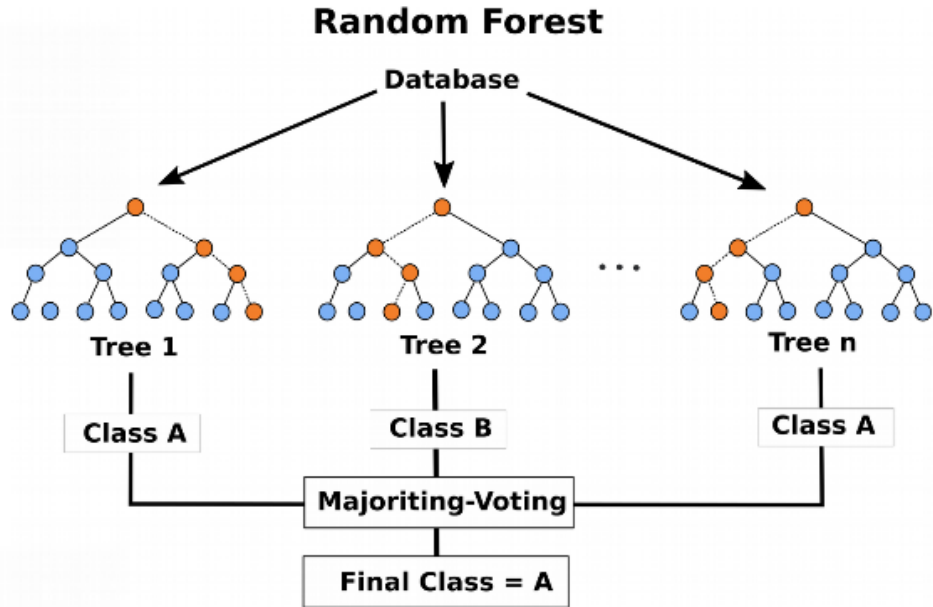 Random Forest
Database
...
Tree 1
Tree 2
Tree n
Class A
Class B
Class A
Majoriting-Voting
Final Class = A